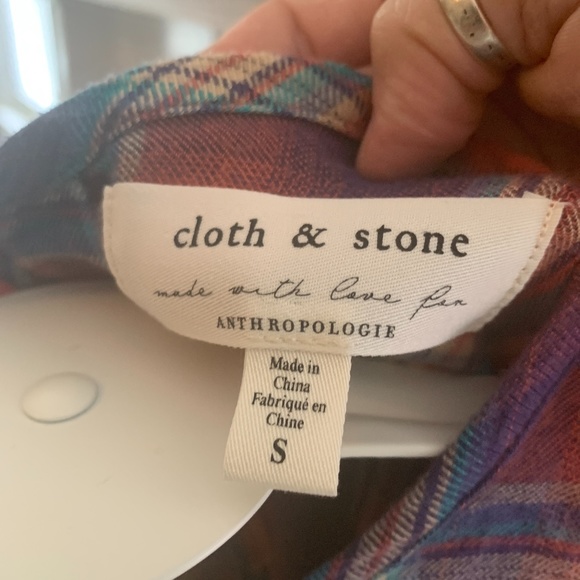 cloth & stone
made with love for
ANTHROPOLOGIE
Made in
China
Fabriqué en
Chine
S